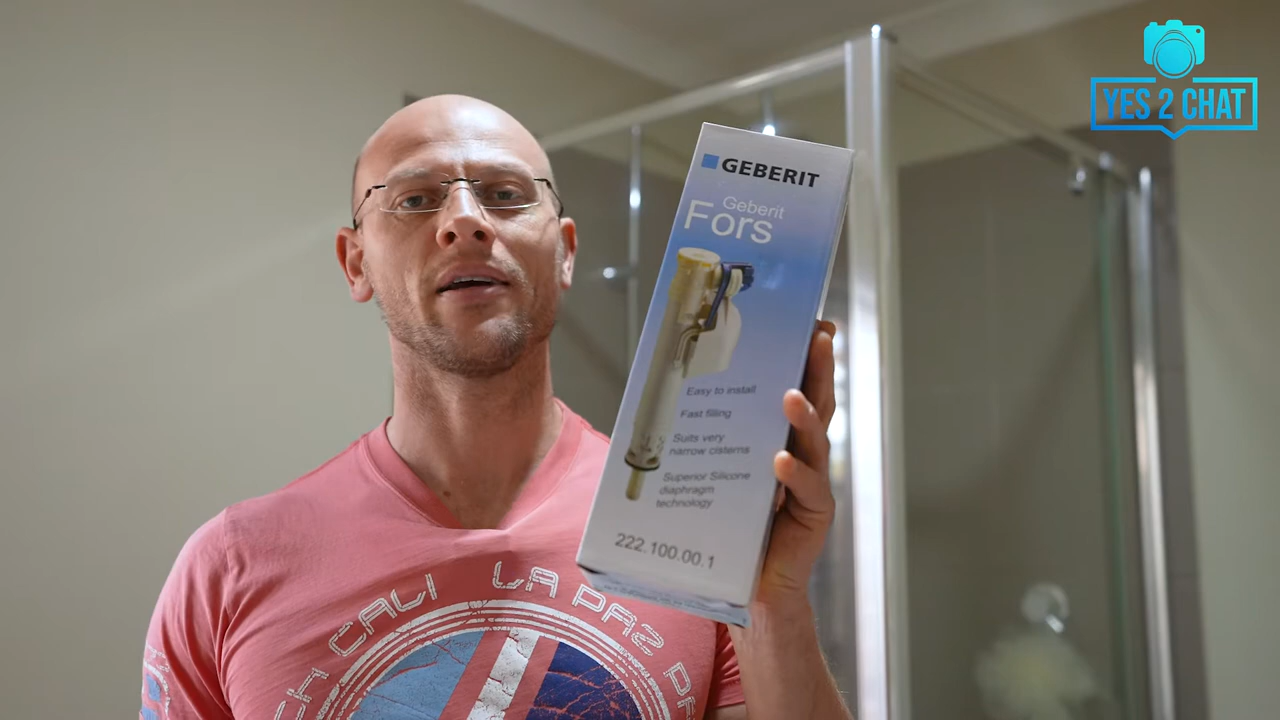 YES 2 CHAT
GEBERIT
Geberit
Fors
Easy to install
Fast filling
Suits very
narrow cisterns
Superior Silicone
diaphragm
technology
222.100.00.1
CALI LA PAZ